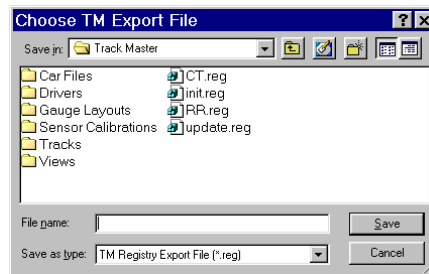 Choose TM Export File
Save in: Track Master
Car Files
Drivers
Gauge Layouts
Sensor Calibrations
Tracks
Views
CT.reg
init.reg
RR.reg
update.reg
File name:
Save
Save as type: TM Registry Export File (*.reg)
Cancel